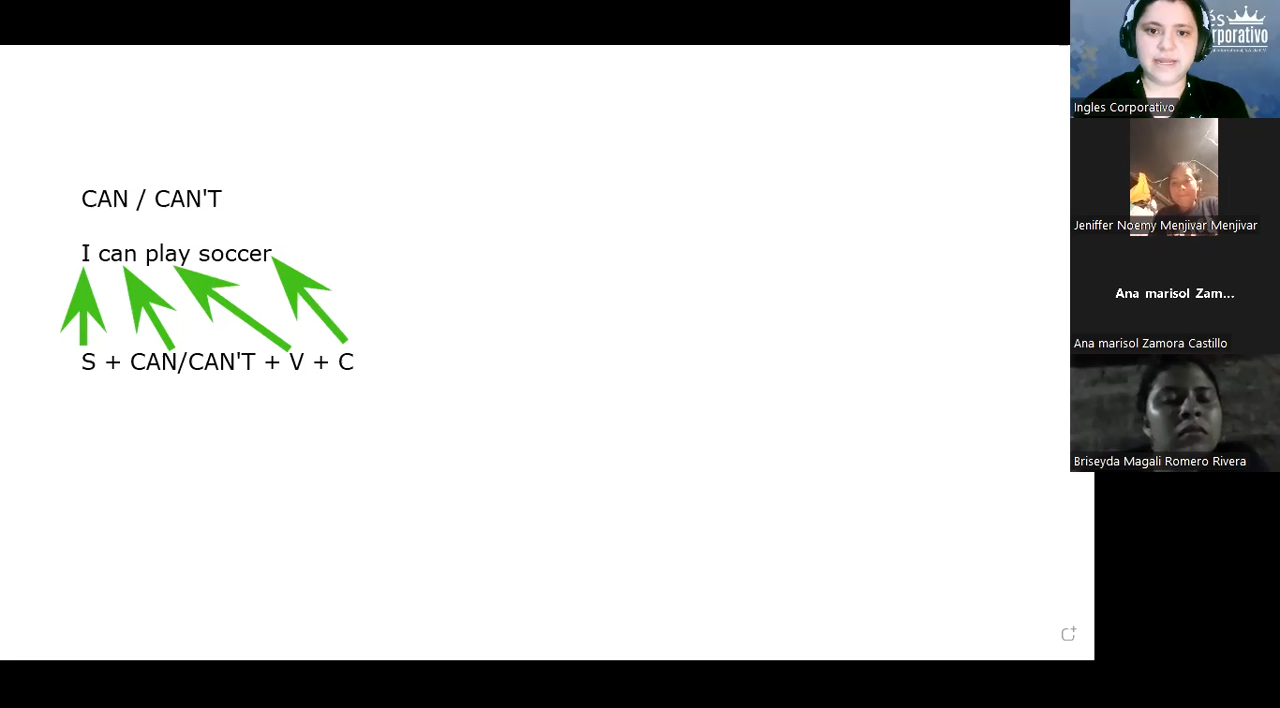 CAN / CAN'T
I can play soccer
S + CAN/CAN'T + V + C
Ingles Corporativo
Jeniffer Noemy Menjivar Menjivar
Ana marisol Zam...
Ana marisol Zamora Castillo
Briseyda Magali Romero Rivera